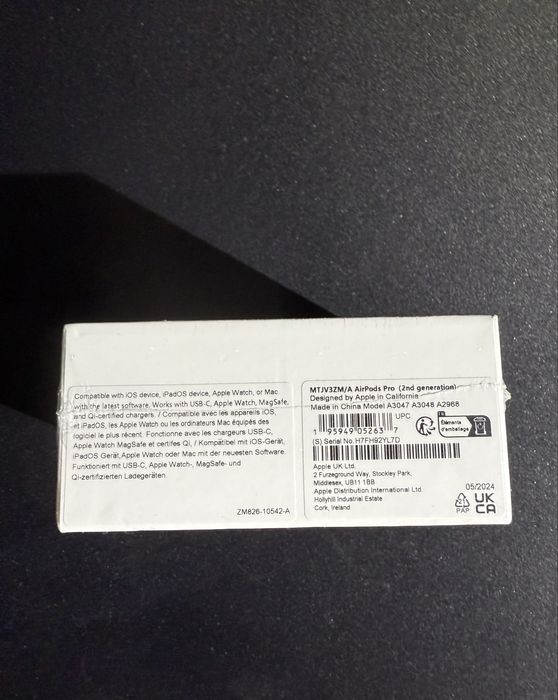 Compatible with iOS device, iPadOS device, Apple Watch, or Mac
with the latest software. Works with USB-C, Apple Watch, MagSafe,
and Qi-certified chargers. / Compatible avec les appareils iOS,
et iPadOS, les Apple Watch ou les ordinateurs Mac équipés des
logiciel le plus récent. Fonctionne avec les chargeurs USB-C,
Apple Watch MagSafe et certifes Qi. / Kompatibel mit iOS-Gerät,
iPadOS Gerät, Apple Watch oder Mac mit der neuesten Software.
Funktioniert mit USB-C, Apple Watch-, MagSafe- und
Qi-zertifizierten Ladegeräten.
ZM826-10542-A
MTJV3ZM/A AirPods Pro (2nd generation)
Designed by Apple in California
Made in China Model A3047 A3048 A2968
UPC
1 95949 05263 7
(S) Serial No. H7FH92YL7D
Éléments
d'emballage
Apple UK Ltd.
2 Furzeground Way, Stockley Park,
Middlesex, UB11 1BB
Apple Distribution International Ltd.
Hollyhill Industrial Estate
Cork, Ireland
05/2024
PAP
UK
CA